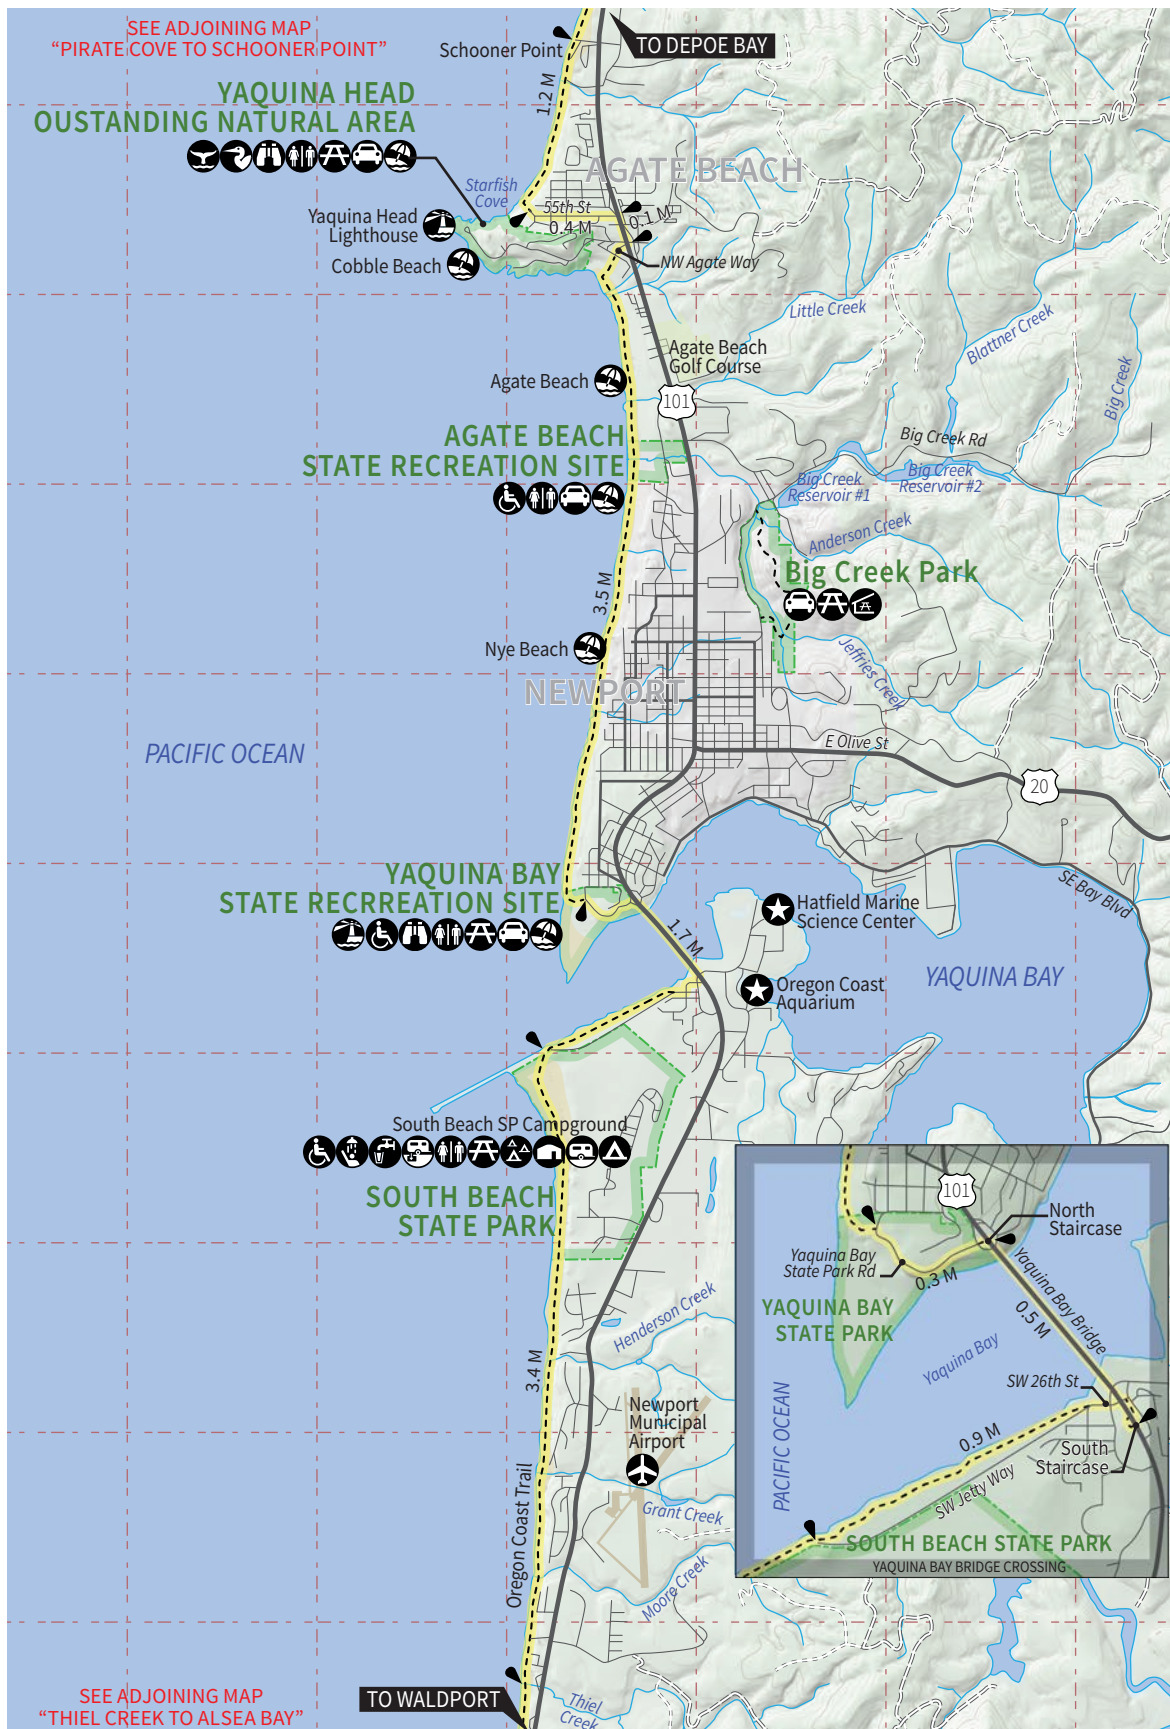 SEE ADJOINING MAP
“PIRATE COVE TO SCHOONER POINT”
Schooner Point
TO DEPOE BAY
1.2 M
YAQUINA HEAD
OUSTANDING NATURAL AREA
AGATE BEACH
Starfish
Cove
55th St
0.4 M
0.1 M
Yaquina Head
Lighthouse
Cobble Beach
NW Agate Way
Little Creek
Blattner Creek
Big Creek
Agate Beach
Golf Course
Agate Beach
101
AGATE BEACH
STATE RECREATION SITE
Big Creek Rd
Big Creek
Reservoir #1
Big Creek
Reservoir #2
Anderson Creek
Big Creek Park
3.5 M
Nye Beach
Jeffries Creek
NEWPORT
PACIFIC OCEAN
E Olive St
20
YAQUINA BAY
STATE RECRREATION SITE
SE Bay Blvd
Hatfield Marine
Science Center
1.7 M
YAQUINA BAY
Oregon Coast
Aquarium
South Beach SP Campground
SOUTH BEACH
STATE PARK
101
North
Staircase
Yaquina Bay
State Park Rd
0.3 M
Yaquina Bay Bridge
0.5 M
YAQUINA BAY
STATE PARK
Yaquina Bay
SW 26th St
PACIFIC OCEAN
0.9 M
South
Staircase
SW Jetty Way
SOUTH BEACH STATE PARK
YAQUINA BAY BRIDGE CROSSING
Henderson Creek
3.4 M
Newport
Municipal
Airport
Oregon Coast Trail
Grant Creek
Moore Creek
SEE ADJOINING MAP
“THIEL CREEK TO ALSEA BAY”
TO WALDPORT
Thiel
Creek